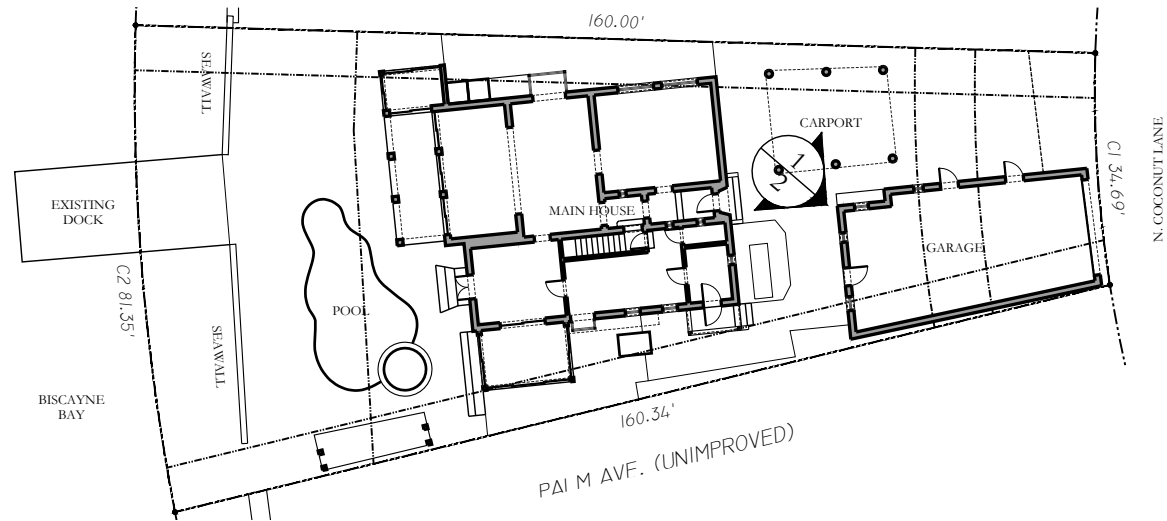 160.00'
SEAWALL
CARPORT
1
2
N. COCONUT LANE
C1 34.69'
EXISTING
DOCK
MAIN HOUSE
GARAGE
C2 81.35'
POOL
SEAWALL
BISCAYNE
BAY
160.34'
PALM AVE. (UNIMPROVED)